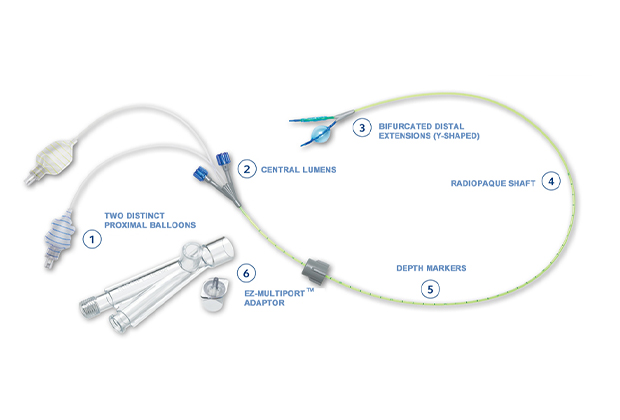 3
BIFURCATED DISTAL
EXTENSIONS (Y-SHAPED)
2
CENTRAL LUMENS
RADIOPAQUE SHAFT
4
1
TWO DISTINCT
PROXIMAL BALLOONS
DEPTH MARKERS
5
6
EZ-MULTIPORT™
ADAPTOR